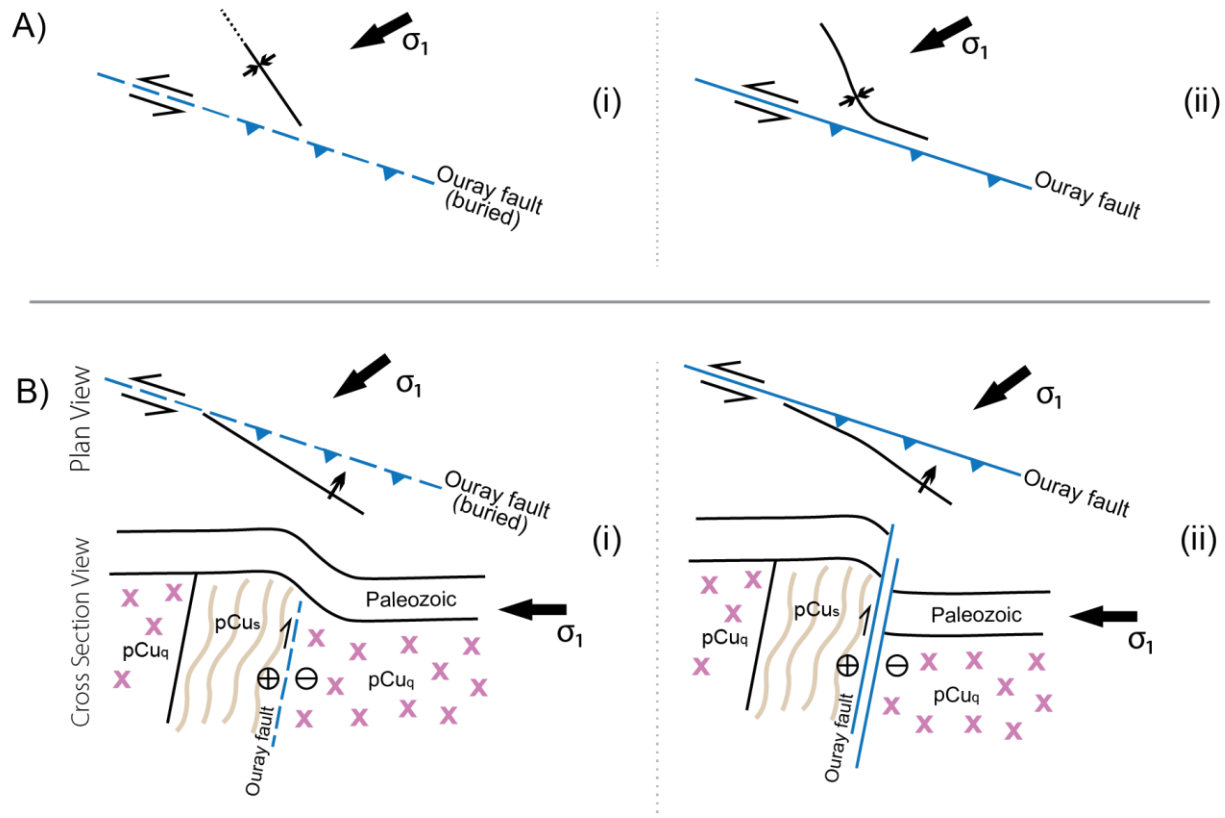 A)
σ₁
(i)
Ouray fault
(buried)
σ₁
(ii)
Ouray fault
B)
Plan View
σ₁
Ouray fault
(buried)
σ₁
Ouray fault
Cross Section View
(i)
Paleozoic
pCuₛ
σ₁
pCuq
pCuq
Ouray fault
(ii)
Paleozoic
pCuₛ
σ₁
pCuq
pCuq
Ouray fault